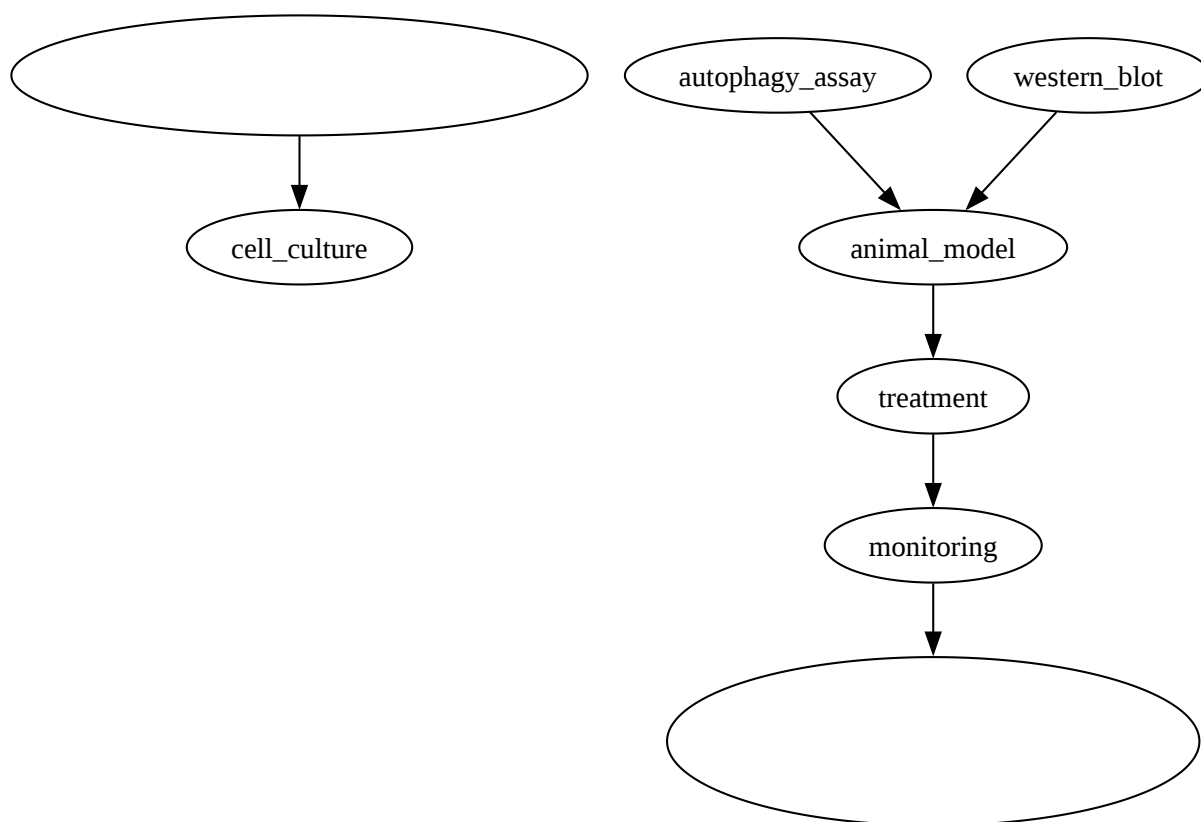 autophagy_assay
western_blot
cell_culture
animal_model
treatment
monitoring